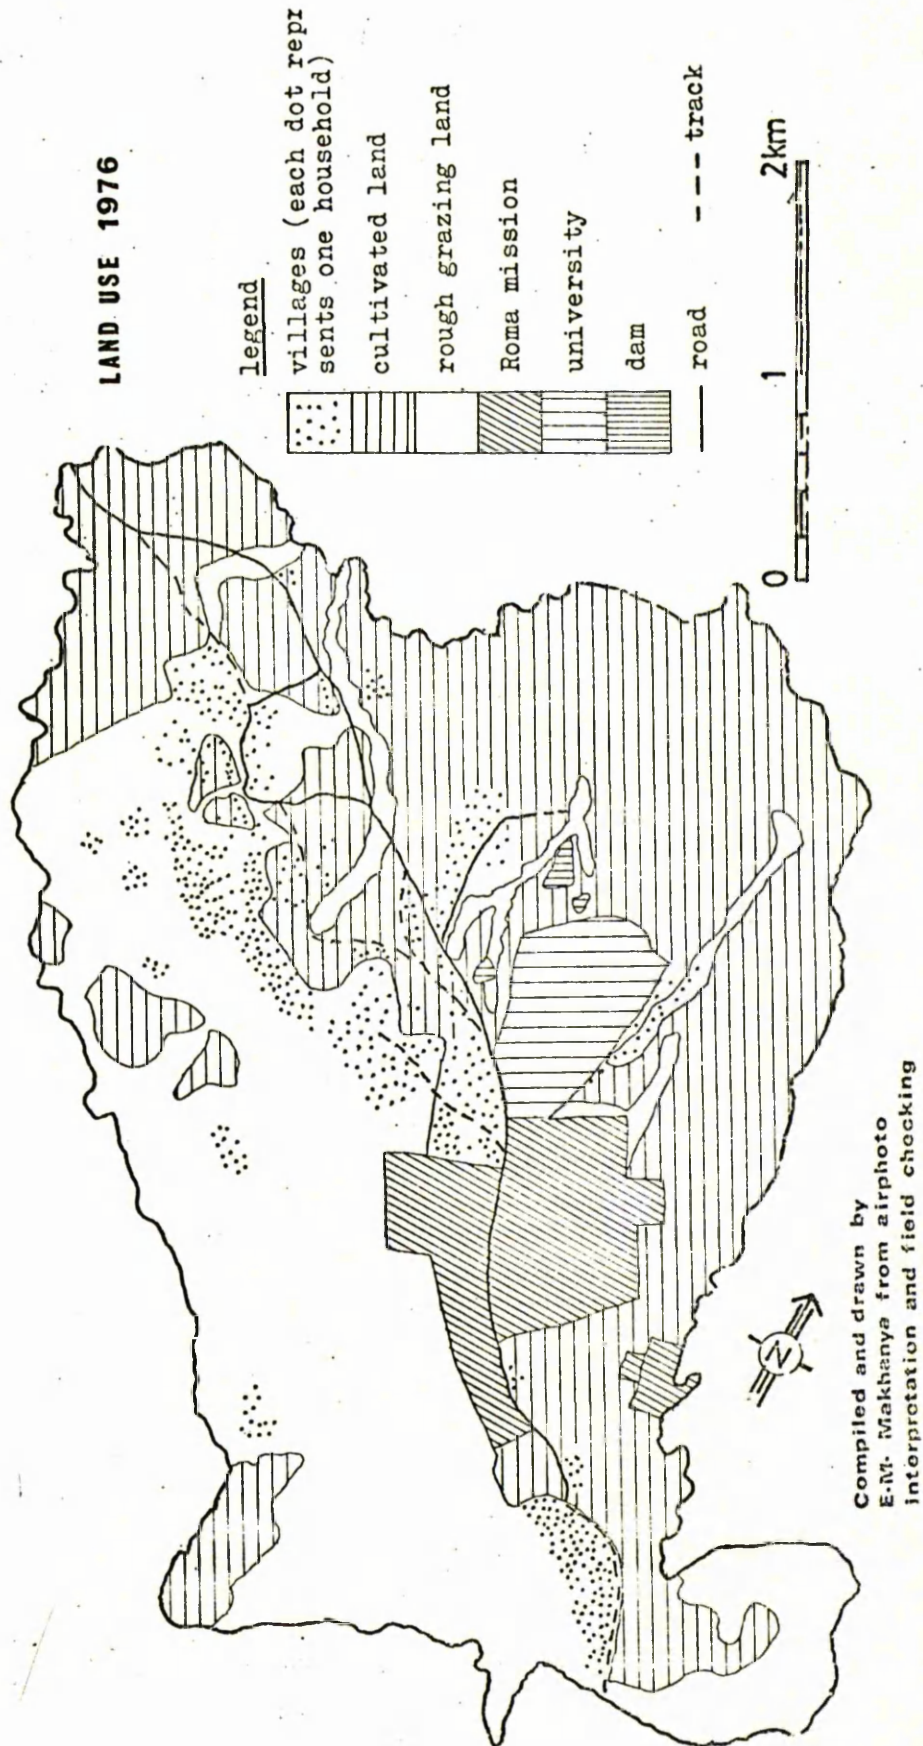 LAND USE 1976
legend
villages (each dot repr
sents one household)
cultivated land
rough grazing land
Roma mission
university
dam
road
track
0 1 2km
N
Compiled and drawn by
E.M. Makhanya from airphoto
interpretation and field checking